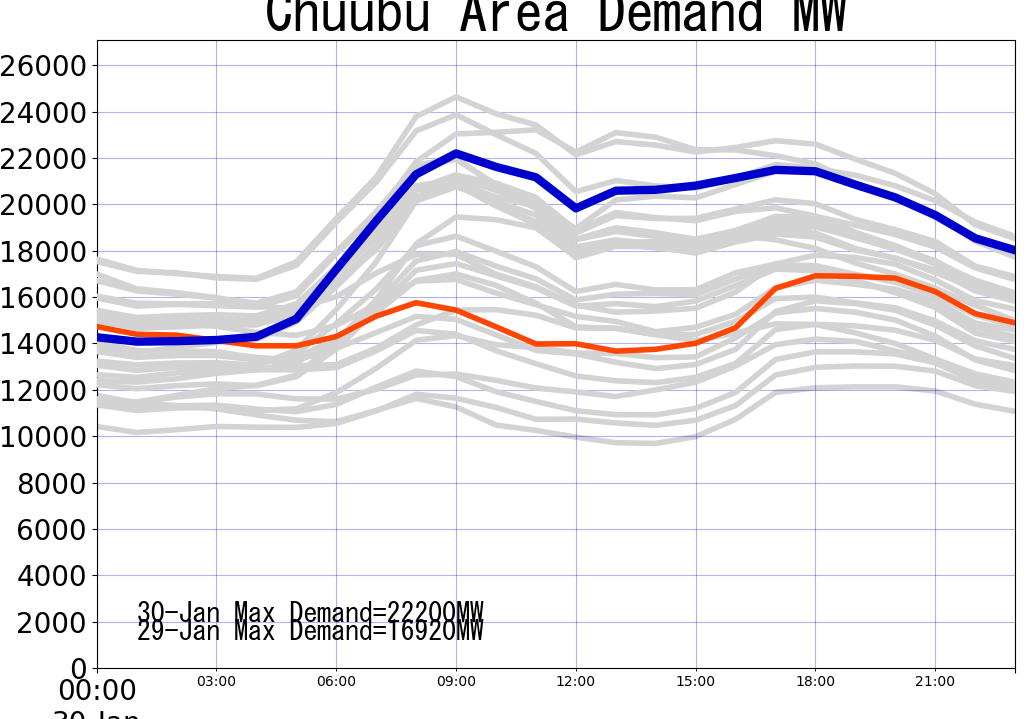 Chuubu Area Demand MW
26000
24000
22000
20000
18000
16000
14000
12000
10000
8000
6000
4000
2000
0
30-Jan Max Demand=22200MW
29-Jan Max Demand=16920MW
00:00 03:00 06:00 09:00 12:00 15:00 18:00 21:00
30-Jan